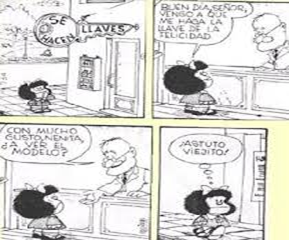 SE
HACEN
LLAVES
BUEN DIA, SEÑOR,
VENGO A QUE
ME HAGA LA
LLAVE DE LA
FELICIDAD
CON MUCHO
GUSTO, NENITA.
¿A VER EL
MODELO?
¡ASTUTO
VIEJITO!